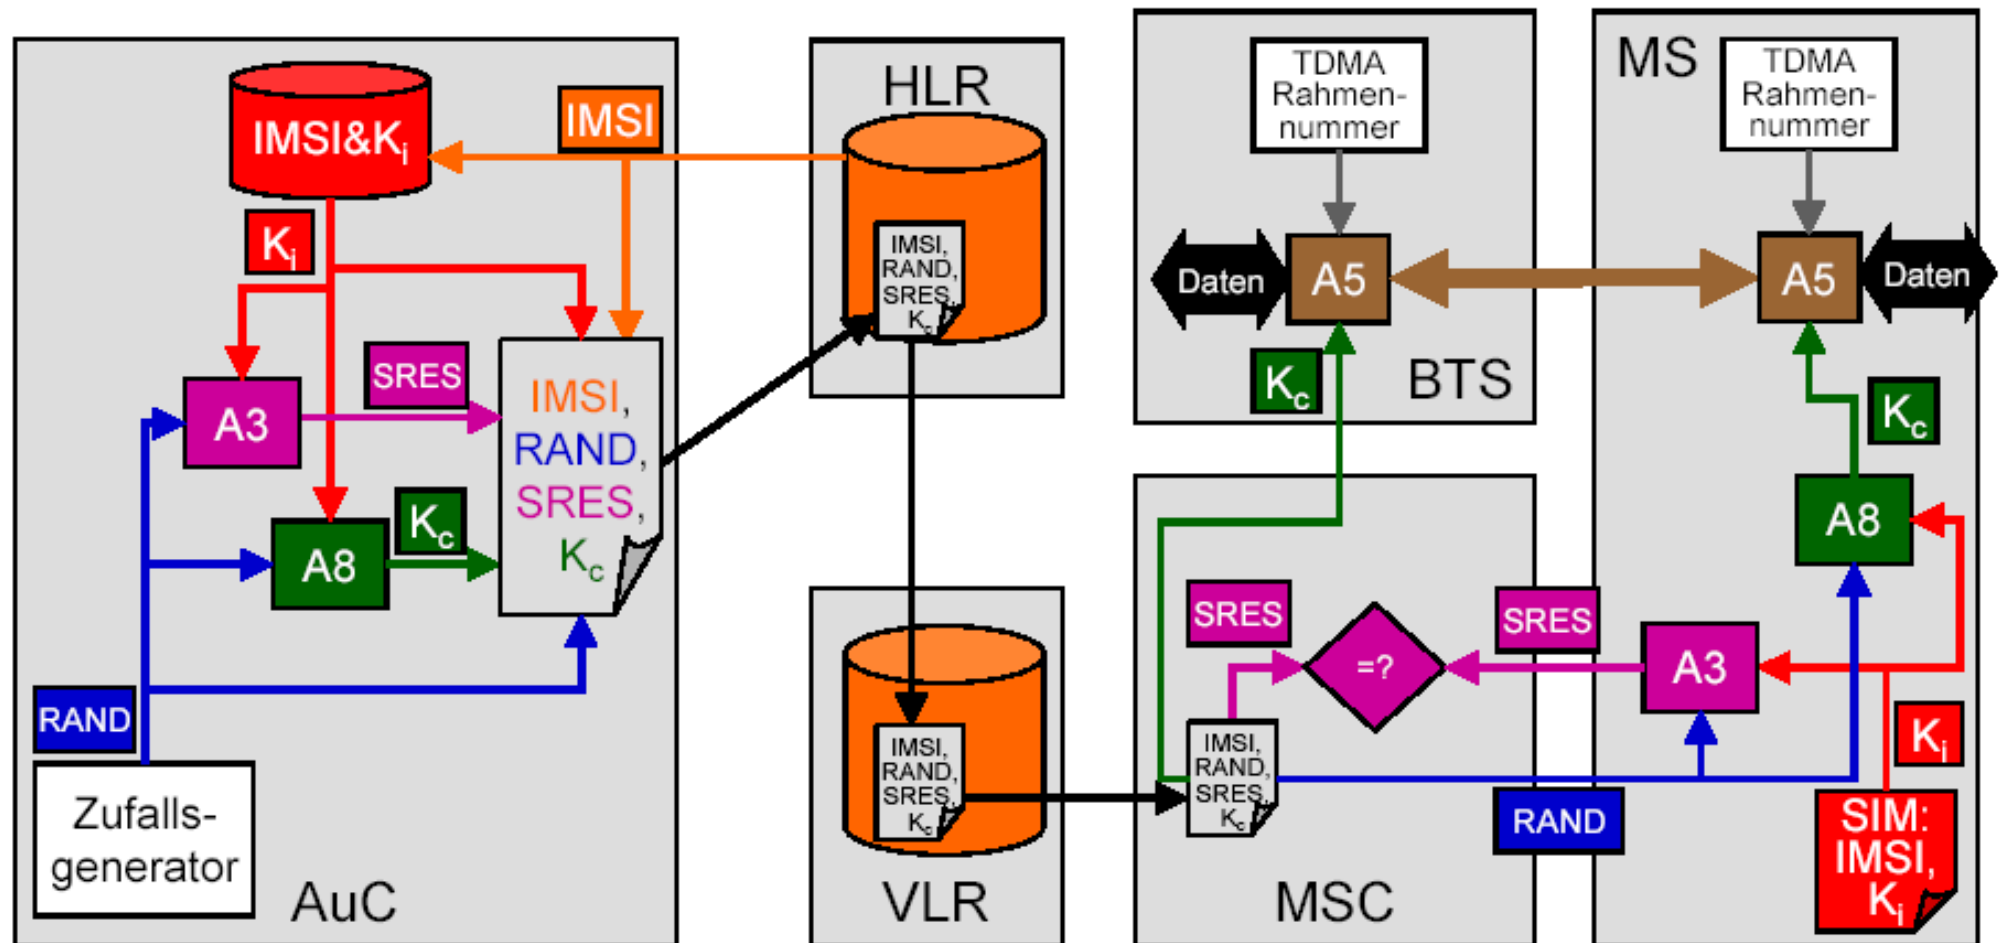 IMSI&Ki
IMSI
Ki
A3
SRES
A8
Kc
IMSI,
RAND,
SRES,
Kc
RAND
Zufalls-
generator
AuC
HLR
IMSI,
RAND,
SRES,
Kc
IMSI,
RAND,
SRES,
Kc
VLR
TDMA
Rahmen-
nummer
Daten
A5
Kc
BTS
SRES
=?
SRES
IMSI,
RAND,
SRES,
Kc
RAND
MSC
MS
TDMA
Rahmen-
nummer
A5
Daten
Kc
A8
A3
Ki
SIM:
IMSI,
Ki